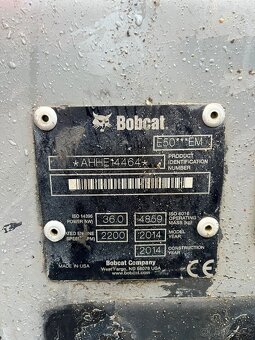 Bobcat
E50***EM
*AHHE14464*
PRODUCT
IDENTIFICATION
NUMBER
ISO 14396
POWER (kW)
36.0
4859
ISO 6016
OPERATING
MASS (kg)
RATED ENGINE
SPEED (RPM)
2200
2014
MODEL
YEAR
2014
CONSTRUCTION
YEAR
MADE IN USA
Bobcat Company
West Fargo, ND 58078 USA
www.bobcat.com
CE